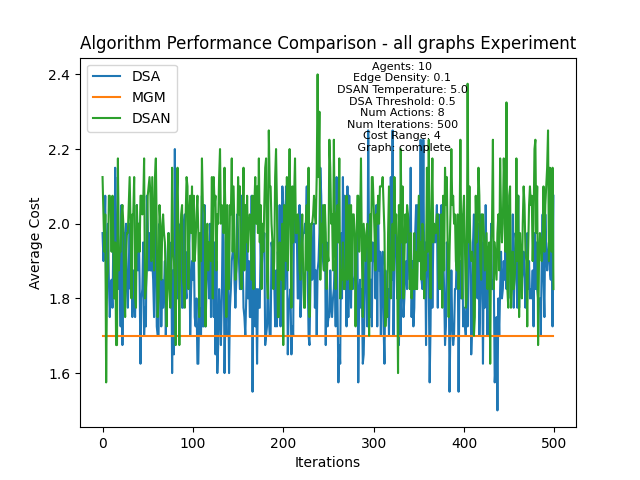 Algorithm Performance Comparison - all graphs Experiment
DSA
MGM
DSAN
Agents: 10
Edge Density: 0.1
DSAN Temperature: 5.0
DSA Threshold: 0.5
Num Actions: 8
Num Iterations: 500
Cost Range: 4
Graph: complete
2.4
2.2
2.0
1.8
1.6
Average Cost
0
100
200
300
400
500
Iterations